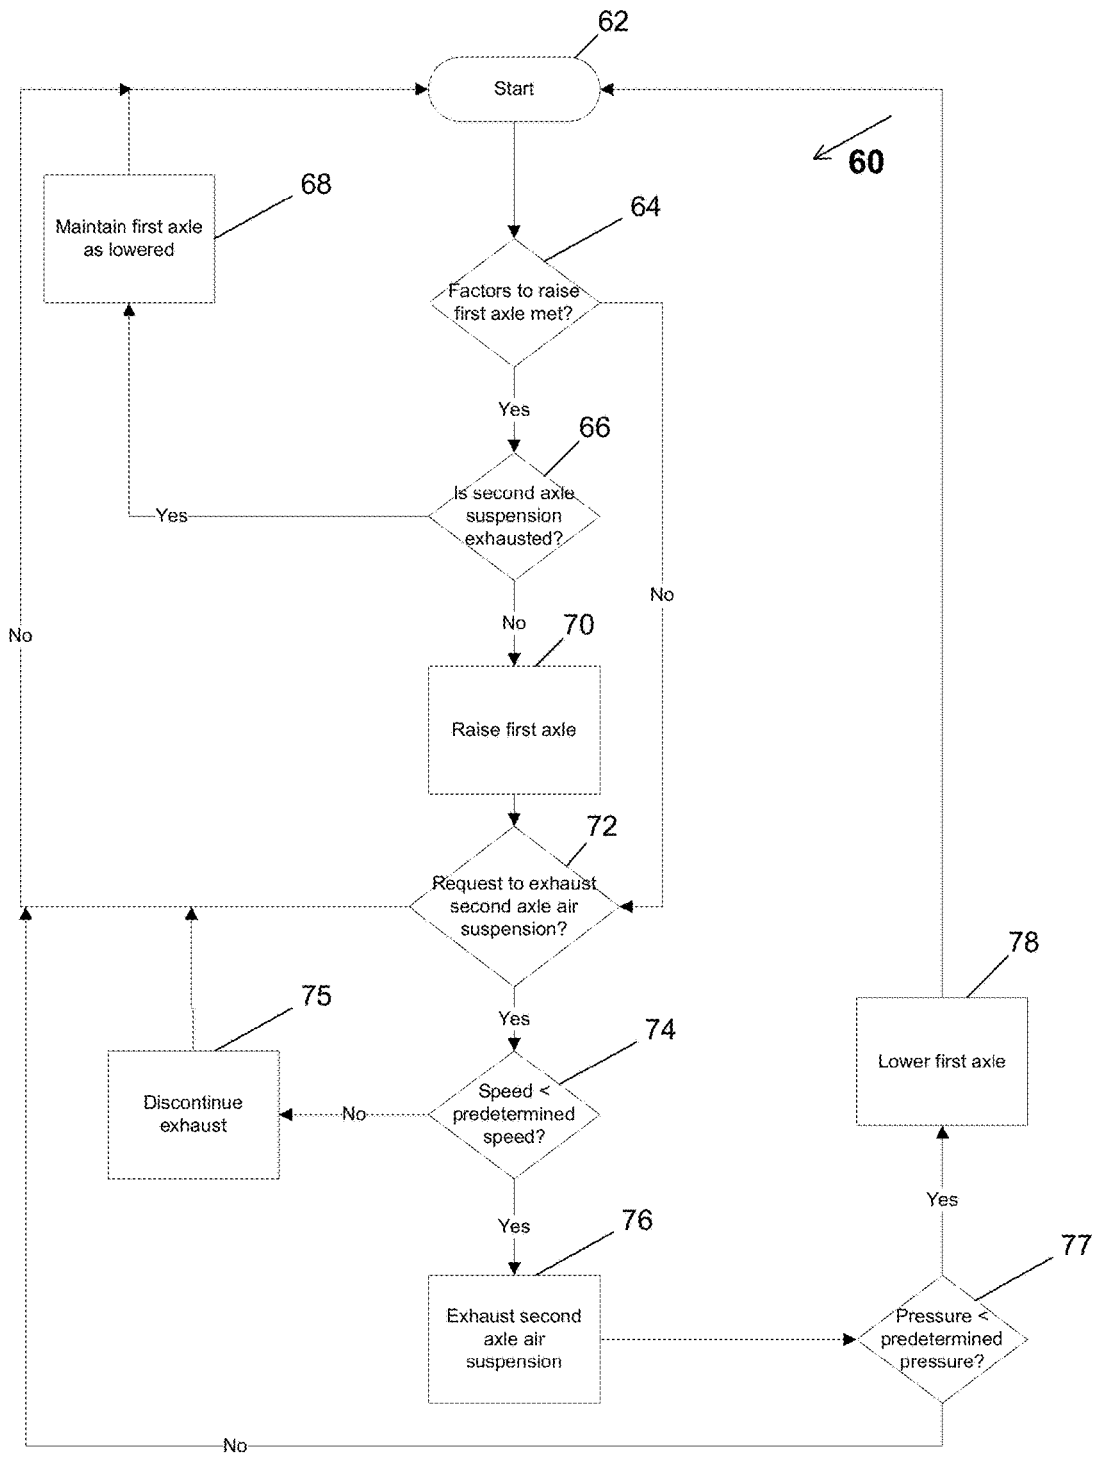 62
Start
60
68
Maintain first axle
as lowered
64
Factors to raise
first axle met?
Yes
66
Is second axle
suspension
exhausted?
Yes
No
No
No
70
Raise first axle
72
Request to exhaust
second axle air
suspension?
78
Yes
75
74
Lower first axle
Discontinue
exhaust
No
Speed <
predetermined
speed?
Yes
Yes
76
77
Exhaust second
axle air
suspension
Pressure <
predetermined
pressure?
No